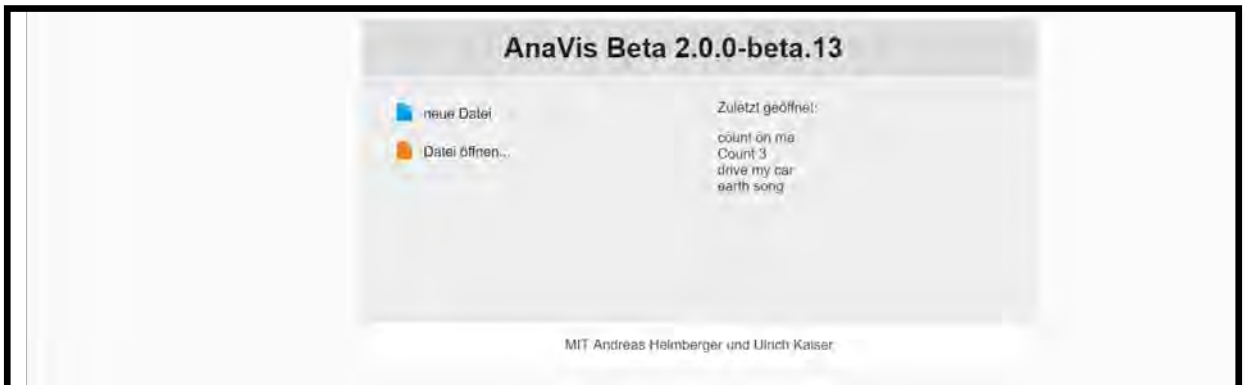 AnaVis Beta 2.0.0-beta.13
neue Datei
Datei öffnen...
Zuletzt geöffnet:
count on me
Count 3
drive my car
earth song
MIT Andreas Helmberger und Ulrich Kaiser